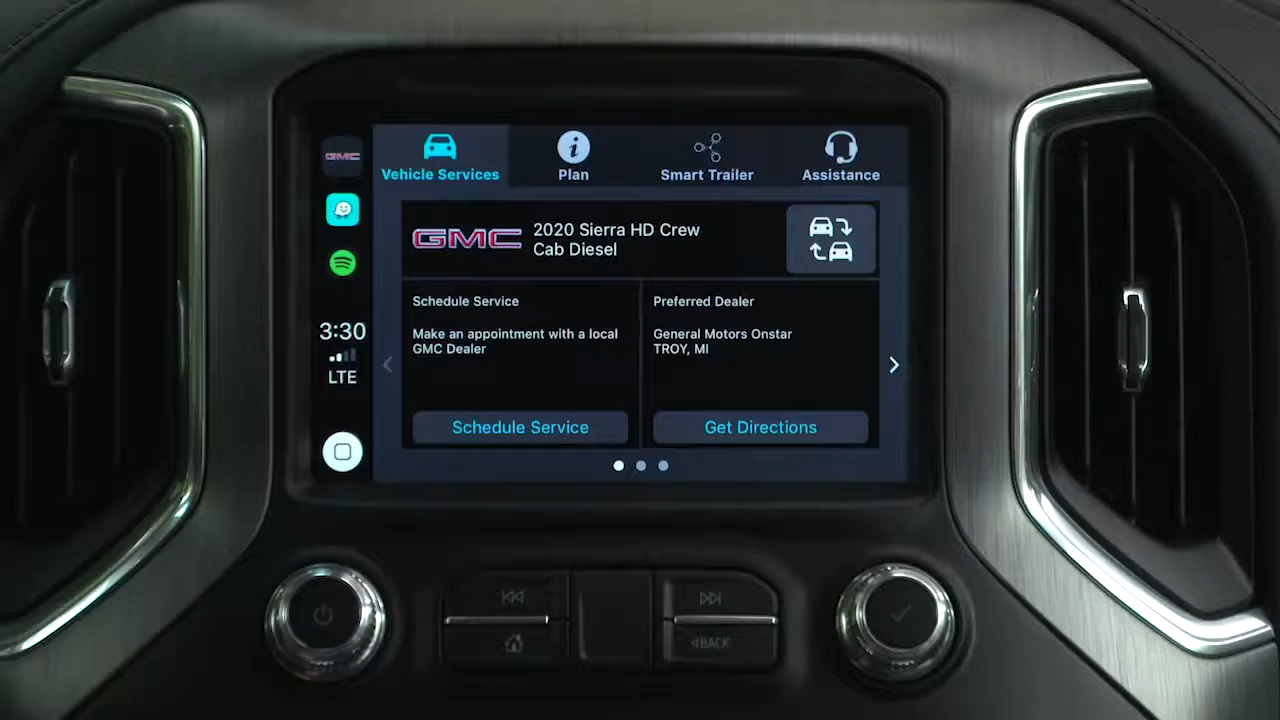 GMC
Vehicle Services
Plan
Smart Trailer
Assistance
GMC
2020 Sierra HD Crew
Cab Diesel
Schedule Service
Make an appointment with a local
GMC Dealer
Schedule Service
Preferred Dealer
General Motors Onstar
TROY, MI
Get Directions
3:30
LTE
BACK